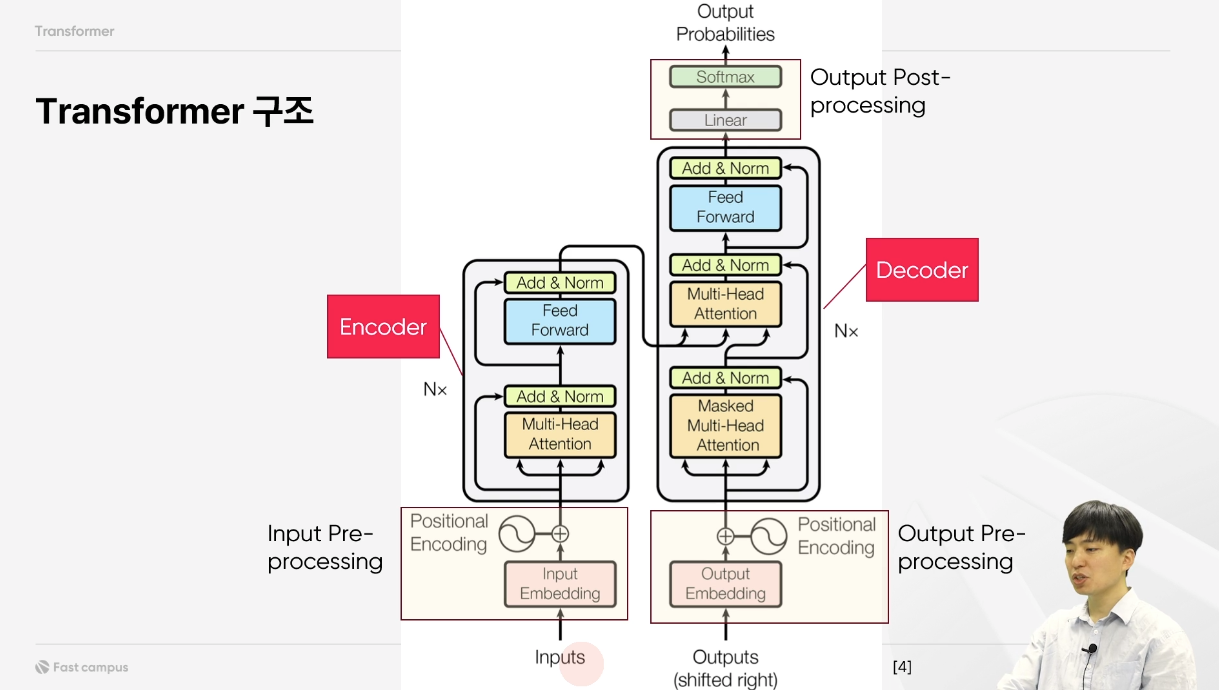 Transformer
Transformer 구조
Output
Probabilities
Softmax
Linear
Output Post-
processing
Add & Norm
Feed
Forward
Add & Norm
Multi-Head
Attention
Decoder
Nx
Add & Norm
Masked
Multi-Head
Attention
Add & Norm
Feed
Forward
Encoder
Nx
Add & Norm
Multi-Head
Attention
Input Pre-
processing
Positional
Encoding
Input
Embedding
Inputs
Positional
Encoding
Output
Embedding
Output Pre-
processing
Outputs
(shifted right)
Fast campus
[4]